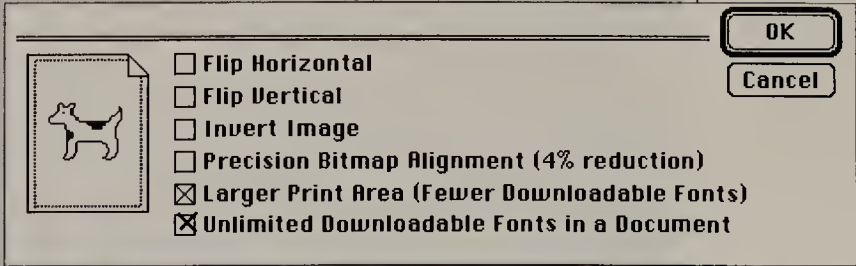 OK
Cancel
Flip Horizontal
Flip Vertical
Invert Image
Precision Bitmap Alignment (4% reduction)
Larger Print Area (Fewer Downloadable Fonts)
Unlimited Downloadable Fonts in a Document